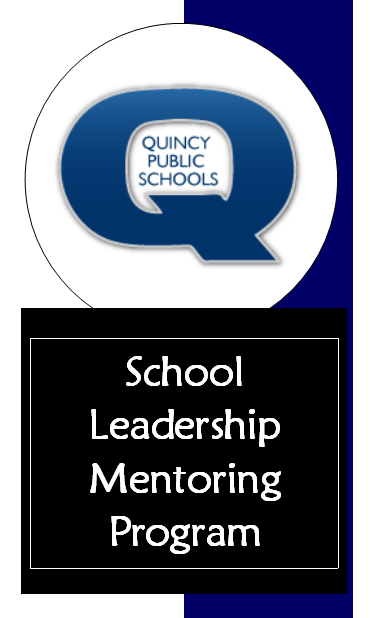 QUINCY
PUBLIC
SCHOOLS
School
Leadership
Mentoring
Program